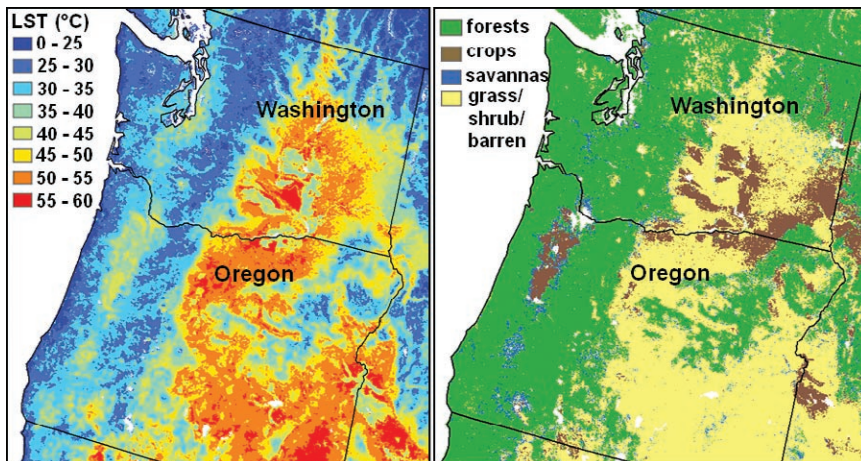 LST (°C)
0 - 25
25 - 30
30 - 35
35 - 40
40 - 45
45 - 50
50 - 55
55 - 60
Washington
Oregon
forests
crops
savannas
grass/
shrub/
barren
Washington
Oregon